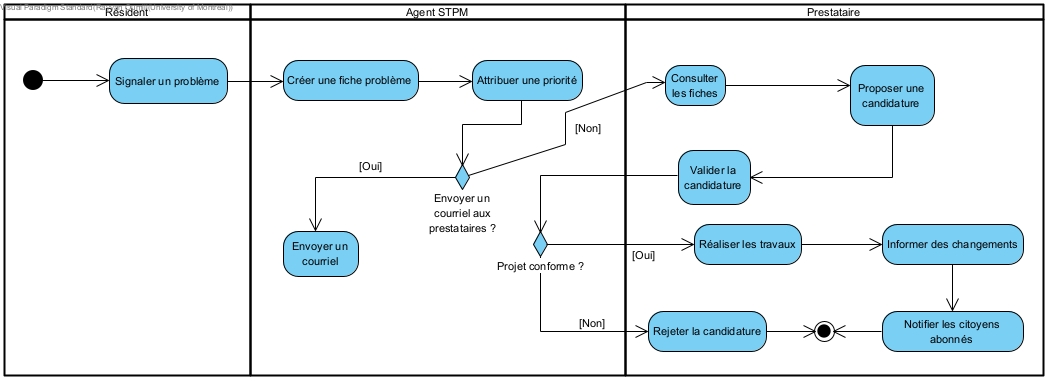 Visual Paradigm Standard(
University of Montreal))
Résident
Agent STPM
Prestataire
Signaler un problème
Créer une fiche problème
Attribuer une priorité
Consulter
les fiches
Proposer une
candidature
[Non]
[Oui]
Valider la
candidature
Envoyer un
courriel aux
prestataires ?
Envoyer un
courriel
Projet conforme ?
[Oui]
Réaliser les travaux
Informer des changements
[Non]
Rejeter la candidature
Notifier les citoyens
abonnés